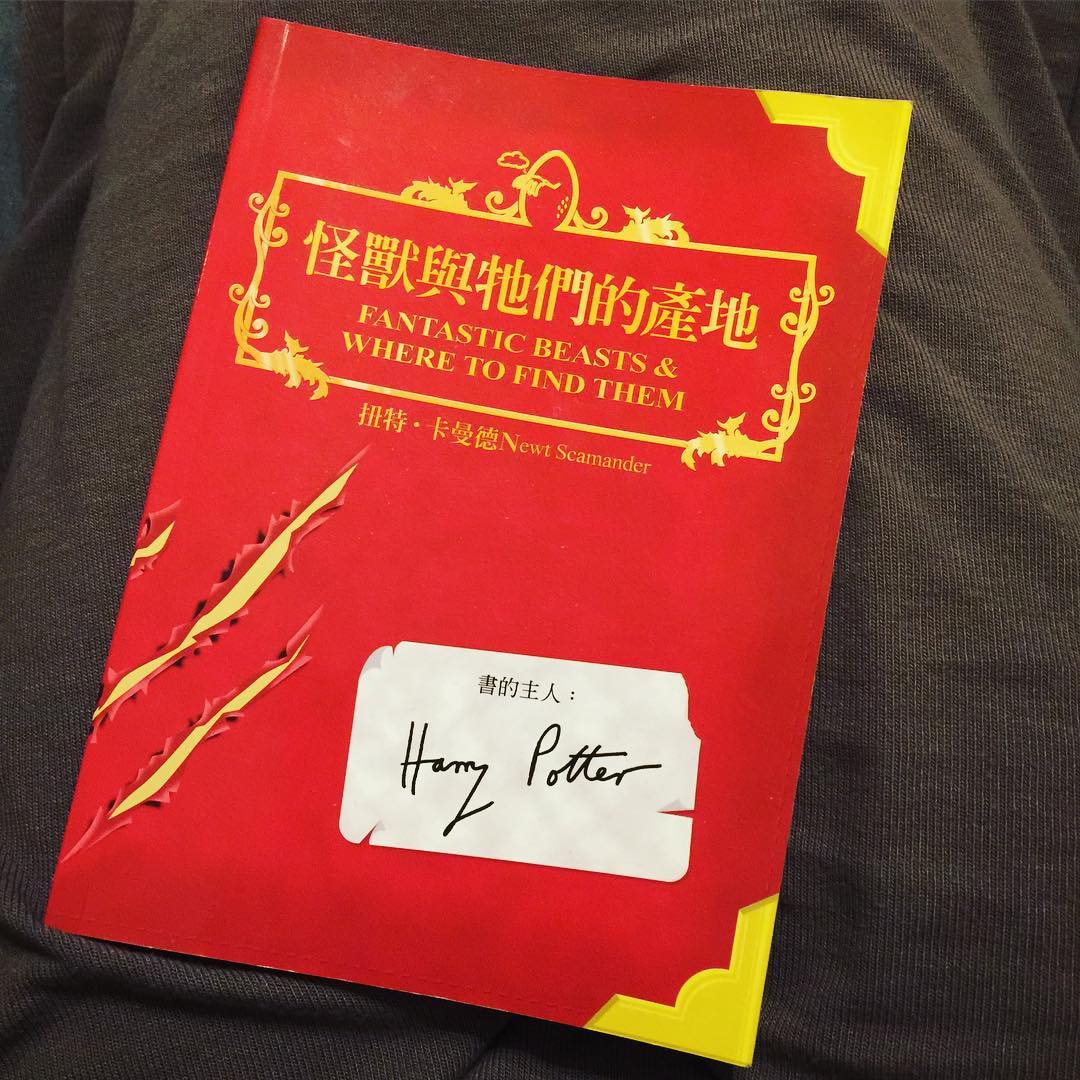 怪獸與牠們的產地
FANTASTIC BEASTS &
WHERE TO FIND THEM
扭特・卡曼德Newt Scamander
書的主人：
Harry Potter